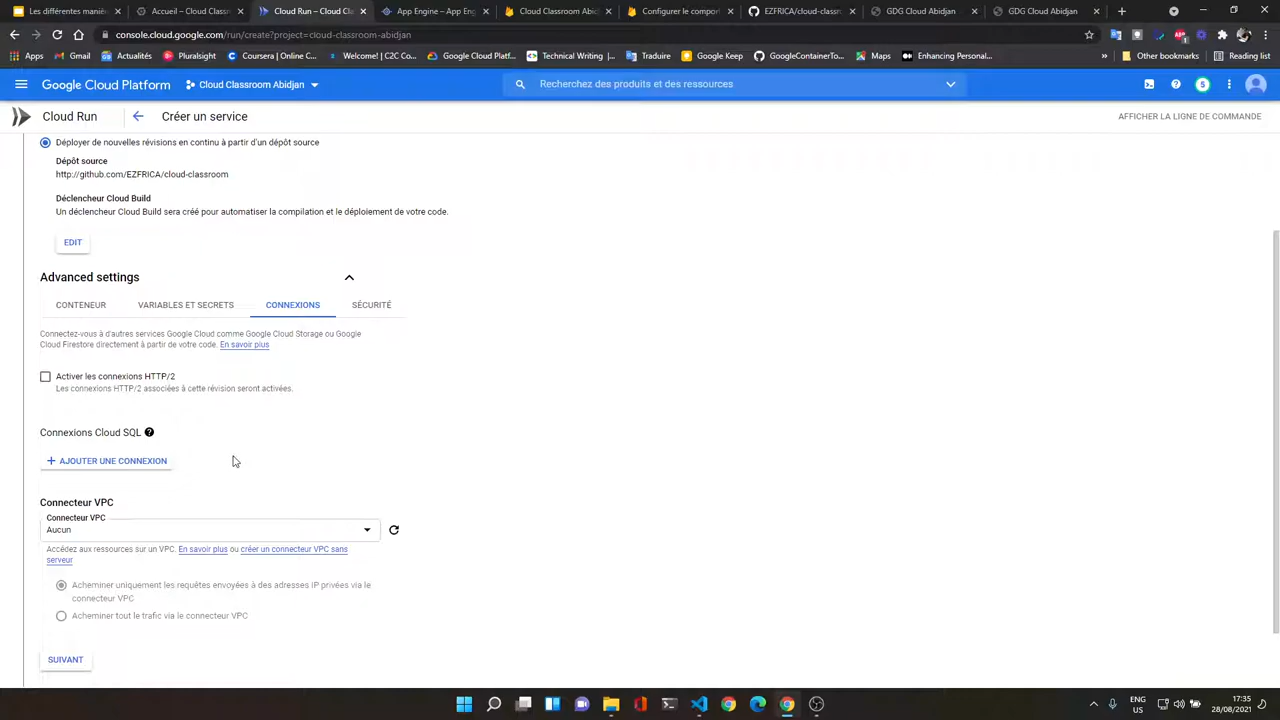 Les différentes manièr
Accueil – Cloud Classr
Cloud Run – Cloud Cla
App Engine – App Eng
Cloud Classroom Abid
Configurer le comport
EZFRICA/cloud-classr
GDG Cloud Abidjan
GDG Cloud Abidjan
console.cloud.google.com/run/create?project=cloud-classroom-abidjan
Apps
Gmail
Actualités
Pluralsight
Coursera | Online C...
Welcome! | C2C Co...
Google Cloud Platf...
Technical Writing |...
Traduire
Google Keep
GoogleContainerTo...
Maps
Enhancing Personal...
»
Other bookmarks
Reading list
Google Cloud Platform
Cloud Classroom Abidjan
Recherchez des produits et des ressources
5
Cloud Run
Créer un service
AFFICHER LA LIGNE DE COMMANDE
Déployer de nouvelles révisions en continu à partir d'un dépôt source
Dépôt source
http://github.com/EZFRICA/cloud-classroom
Déclencheur Cloud Build
Un déclencheur Cloud Build sera créé pour automatiser la compilation et le déploiement de votre code.
EDIT
Advanced settings
CONTENEUR
VARIABLES ET SECRETS
CONNEXIONS
SÉCURITÉ
Connectez-vous à d'autres services Google Cloud comme Google Cloud Storage ou Google
Cloud Firestore directement à partir de votre code. En savoir plus
Activer les connexions HTTP/2
Les connexions HTTP/2 associées à cette révision seront activées.
Connexions Cloud SQL
+ AJOUTER UNE CONNEXION
Connecteur VPC
Connecteur VPC
Aucun
Accédez aux ressources sur un VPC. En savoir plus ou créer un connecteur VPC sans
serveur
Acheminer uniquement les requêtes envoyées à des adresses IP privées via le
connecteur VPC
Acheminer tout le trafic via le connecteur VPC
SUIVANT
ENG
QWERTY
17:35
28/08/2021